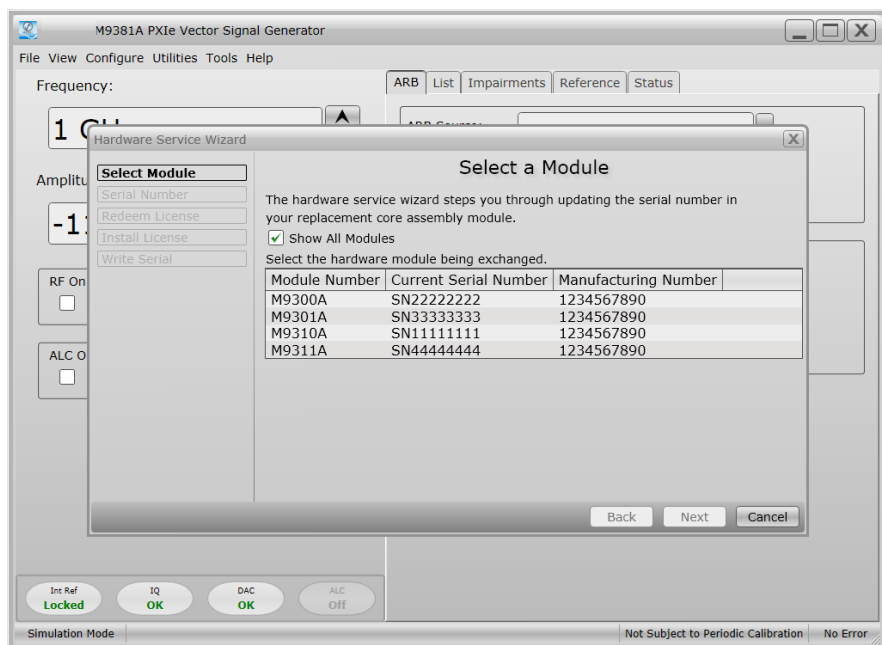 M9381A PXIe Vector Signal Generator
File View Configure Utilities Tools Help
Frequency:
ARB List Impairments Reference Status
1
Hardware Service Wizard
Select Module
Serial Number
Redeem License
Install License
Write Serial
Select a Module
The hardware service wizard steps you through updating the serial number in
your replacement core assembly module.
Show All Modules
Select the hardware module being exchanged.
Module Number Current Serial Number Manufacturing Number
M9300A SN22222222 1234567890
M9301A SN33333333 1234567890
M9310A SN11111111 1234567890
M9311A SN44444444 1234567890
Back Next Cancel
RF On
ALC
Int Ref
Locked
IQ
OK
DAC
OK
ALC
Off
Simulation Mode Not Subject to Periodic Calibration No Error